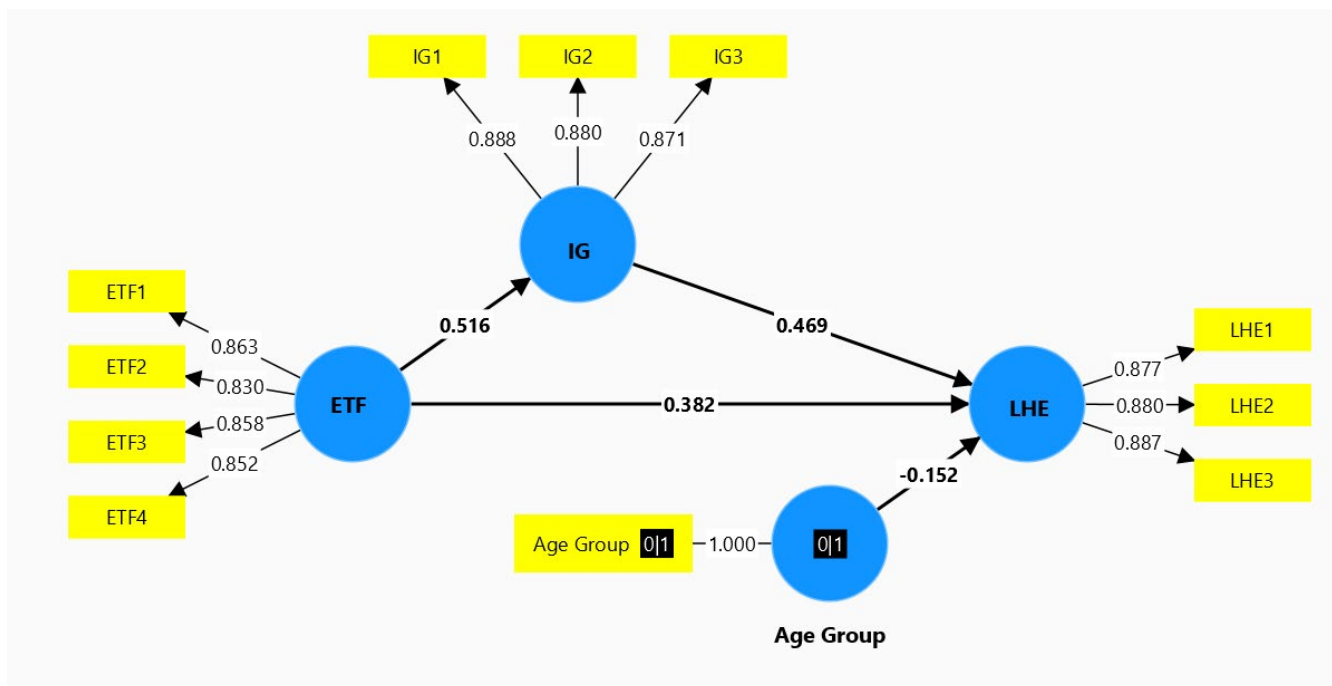 IG1
IG2
IG3
0.888
0.880
0.871
IG
ETF1
ETF2
ETF3
ETF4
0.863
0.830
0.858
0.852
ETF
0.516
0.469
0.382
-0.152
LHE
0.877
0.880
0.887
LHE1
LHE2
LHE3
Age Group 0|1
1.000
0|1
Age Group